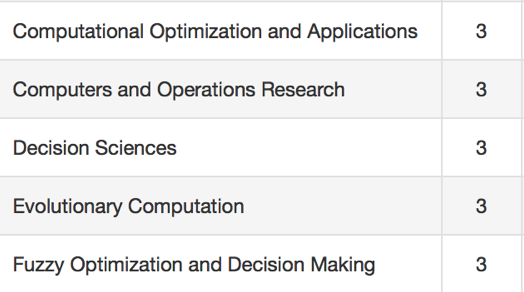 Computational Optimization and Applications 3
Computers and Operations Research 3
Decision Sciences 3
Evolutionary Computation 3
Fuzzy Optimization and Decision Making 3